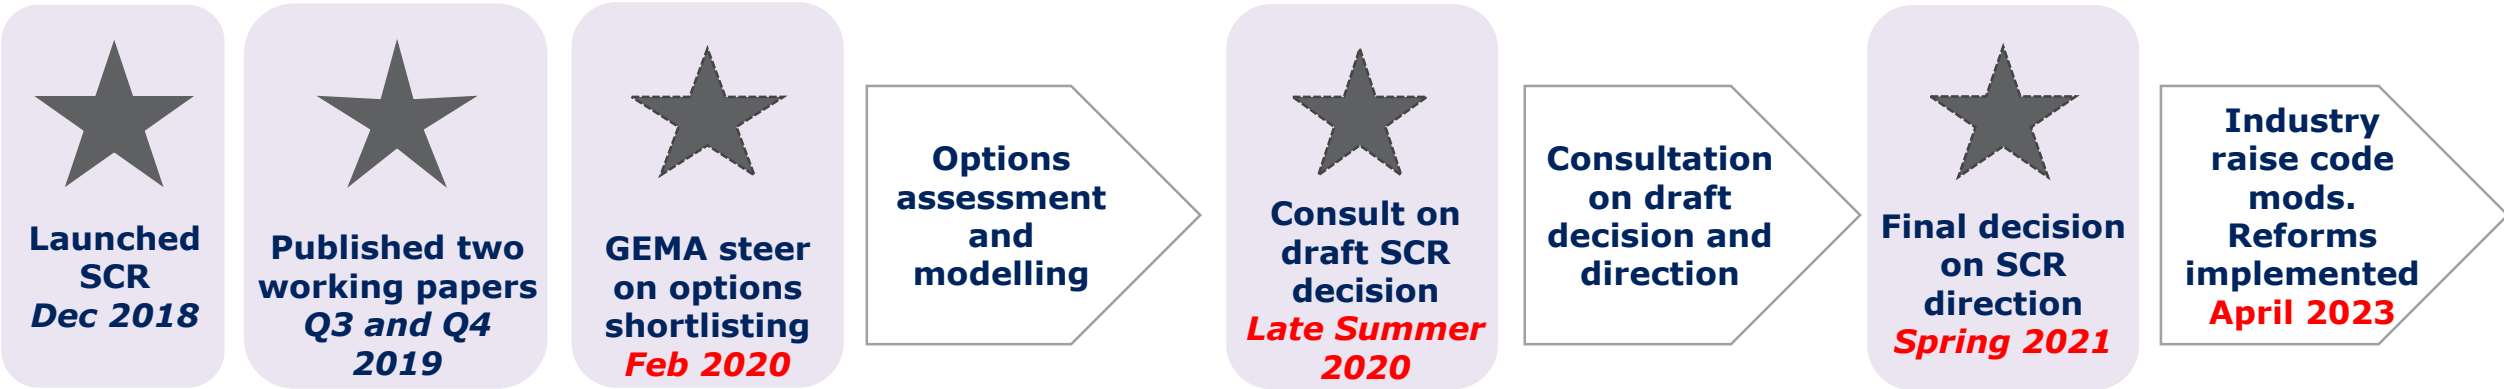 Launched
SCR
Dec 2018
Published two
working papers
Q3 and Q4
2019
GEMA steer
on options
shortlisting
Feb 2020
Options
assessment
and
modelling
Consult on
draft SCR
decision
Late Summer
2020
Consultation
on draft
decision and
direction
Final decision
on SCR
direction
Spring 2021
Industry
raise code
mods.
Reforms
implemented
April 2023